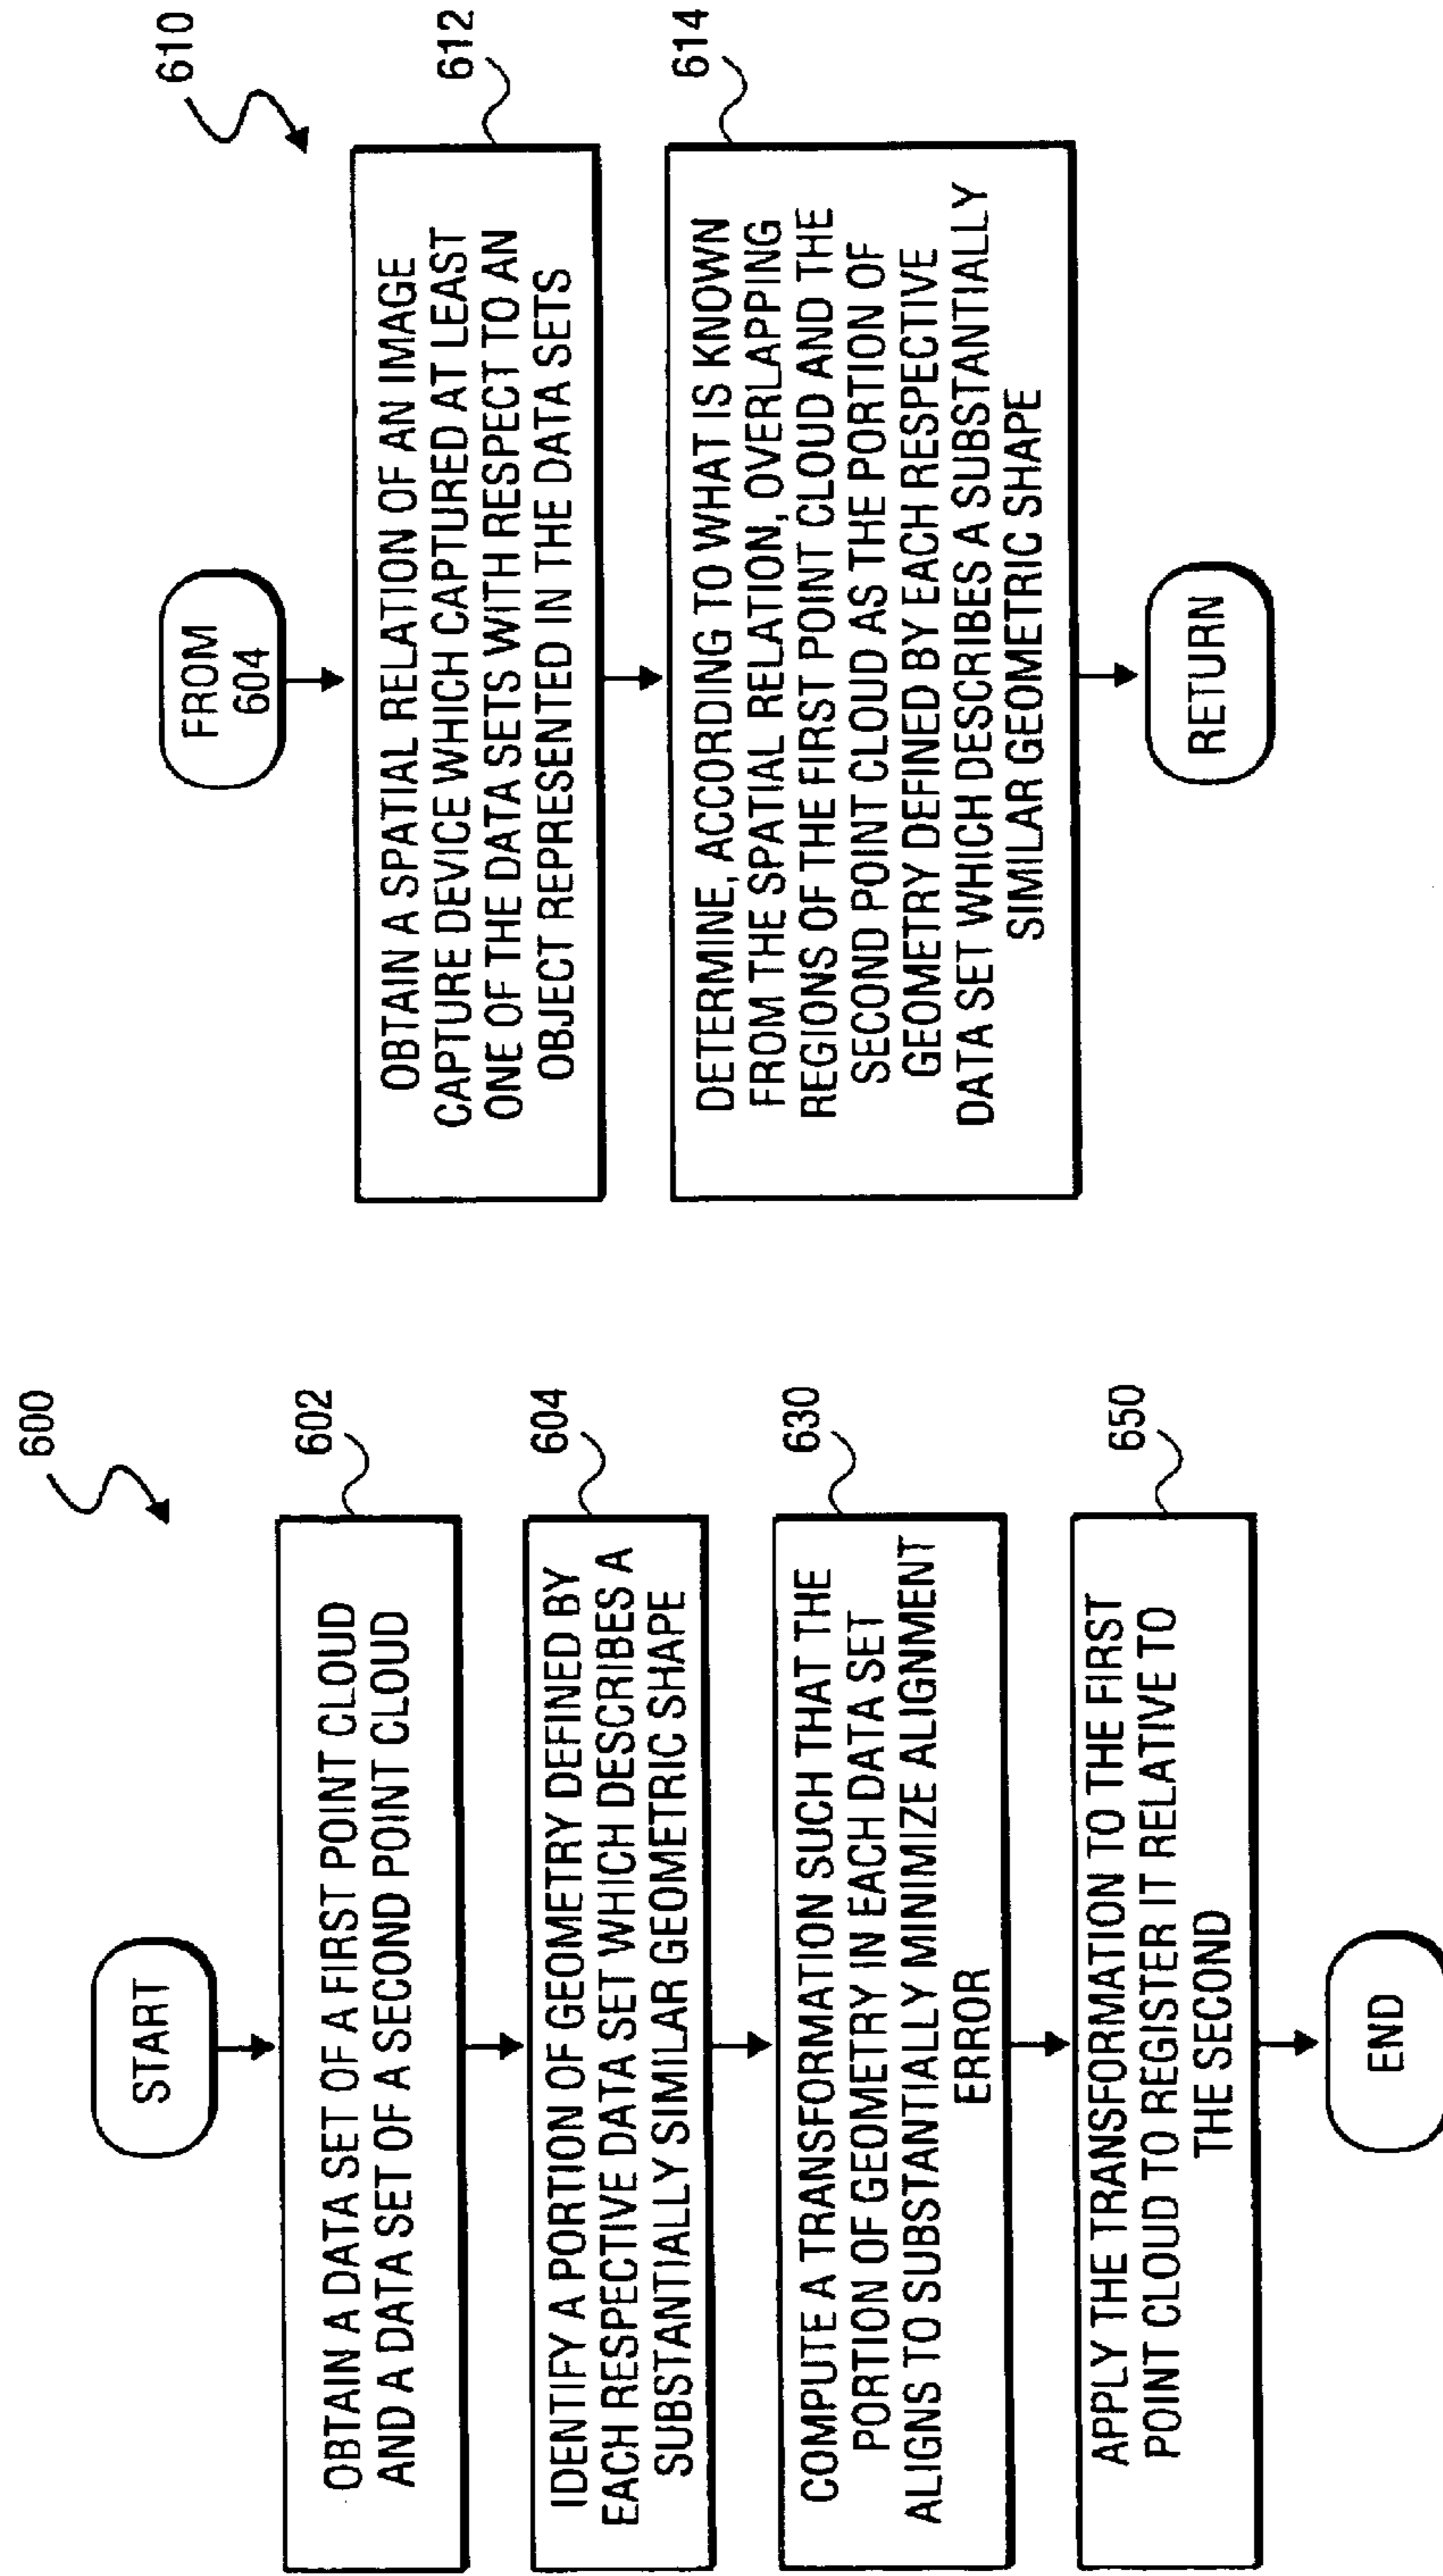 600
START
OBTAIN A DATA SET OF A FIRST POINT CLOUD
AND A DATA SET OF A SECOND POINT CLOUD
602
IDENTIFY A PORTION OF GEOMETRY DEFINED BY
EACH RESPECTIVE DATA SET WHICH DESCRIBES A
SUBSTANTIALLY SIMILAR GEOMETRIC SHAPE
604
COMPUTE A TRANSFORMATION SUCH THAT THE
PORTION OF GEOMETRY IN EACH DATA SET
ALIGNS TO SUBSTANTIALLY MINIMIZE ALIGNMENT
ERROR
630
APPLY THE TRANSFORMATION TO THE FIRST
POINT CLOUD TO REGISTER IT RELATIVE TO
THE SECOND
650
END
610
FROM
604
OBTAIN A SPATIAL RELATION OF AN IMAGE
CAPTURE DEVICE WHICH CAPTURED AT LEAST
ONE OF THE DATA SETS WITH RESPECT TO AN
OBJECT REPRESENTED IN THE DATA SETS
612
DETERMINE, ACCORDING TO WHAT IS KNOWN
FROM THE SPATIAL RELATION, OVERLAPPING
REGIONS OF THE FIRST POINT CLOUD AND THE
SECOND POINT CLOUD AS THE PORTION OF
GEOMETRY DEFINED BY EACH RESPECTIVE
DATA SET WHICH DESCRIBES A SUBSTANTIALLY
SIMILAR GEOMETRIC SHAPE
614
RETURN